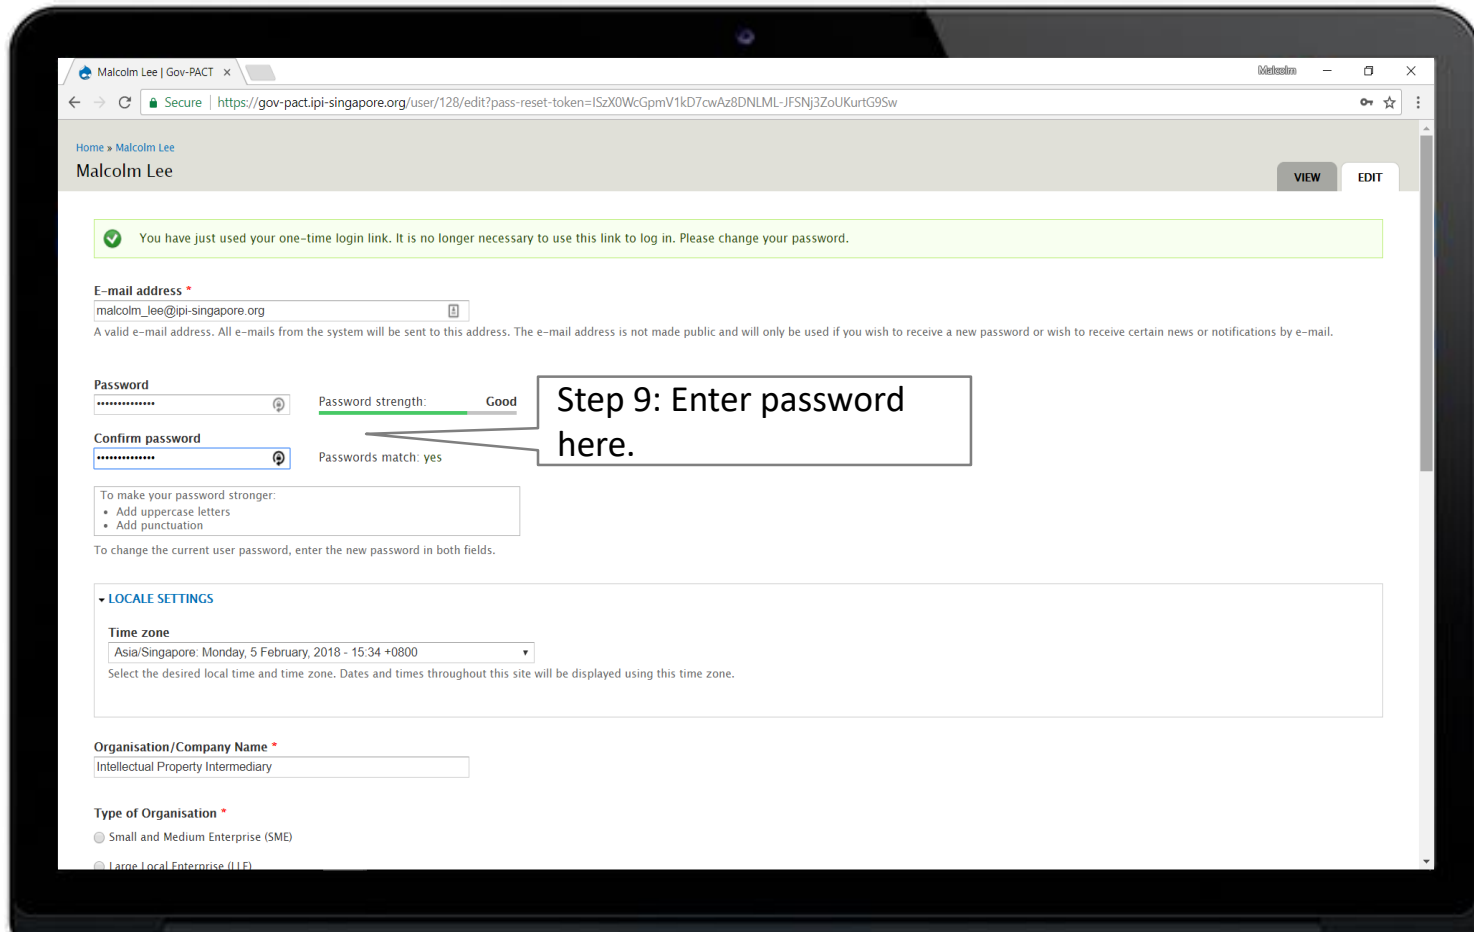 Malcolm Lee | Gov-PACT
Malcolm
Secure | https://gov-pact.ipi-singapore.org/user/128/edit?pass-reset-token=ISzX0WcGpmV1kD7cwAz8DNLML-JFSNj3ZoUKurtG9Sw
Home » Malcolm Lee
Malcolm Lee
VIEW
EDIT
You have just used your one-time login link. It is no longer necessary to use this link to log in. Please change your password.
E-mail address *
malcolm_lee@ipi-singapore.org
A valid e-mail address. All e-mails from the system will be sent to this address. The e-mail address is not made public and will only be used if you wish to receive a new password or wish to receive certain news or notifications by e-mail.
Password
Password strength: Good
Step 9: Enter password
here.
Confirm password
Passwords match: yes
To make your password stronger:
• Add uppercase letters
• Add punctuation
To change the current user password, enter the new password in both fields.
LOCALE SETTINGS
Time zone
Asia/Singapore: Monday, 5 February, 2018 - 15:34 +0800
Select the desired local time and time zone. Dates and times throughout this site will be displayed using this time zone.
Organisation/Company Name *
Intellectual Property Intermediary
Type of Organisation *
Small and Medium Enterprise (SME)
Large Local Enterprise (LLE)